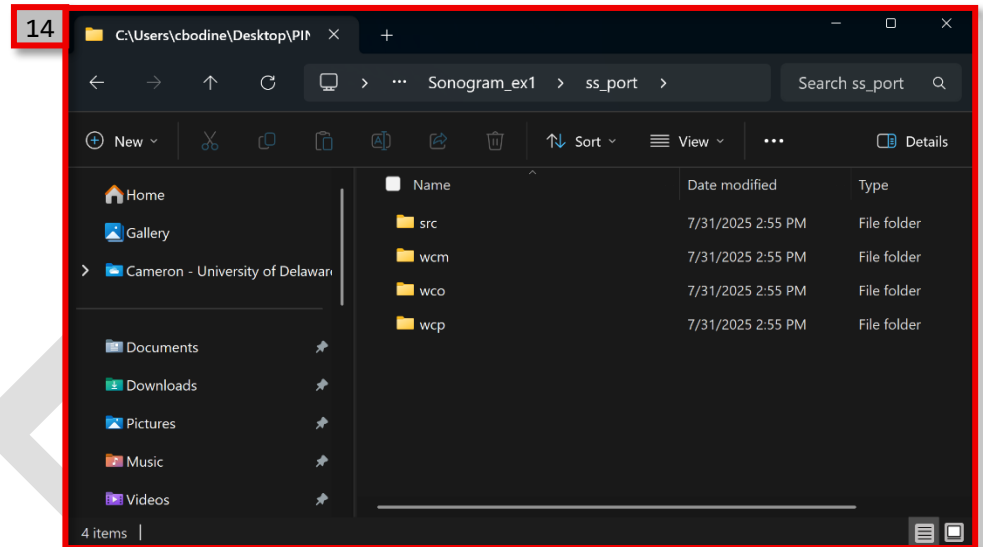 14
C:\Users\cbodine\Desktop\PIN
Sonogram_ex1 > ss_port >
Search ss_port
New
Sort
View
Details
Name
Date modified
Type
Home
Gallery
Cameron - University of Delaware
Documents
Downloads
Pictures
Music
Videos
src 7/31/2025 2:55 PM File folder
wcm 7/31/2025 2:55 PM File folder
wco 7/31/2025 2:55 PM File folder
wcp 7/31/2025 2:55 PM File folder
4 items